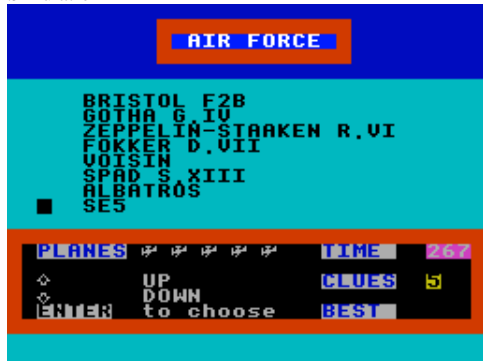 AIR FORCE
BRISTOL F2B
GOTHA G.IV
ZEPPELIN-STAAKEN R.VI
FOKKER D.VII
VOISIN
SPAD S.XIII
ALBATROS
SE5
PLANES TIME 267
UP CLUES 5
DOWN
ENTER to choose BEST